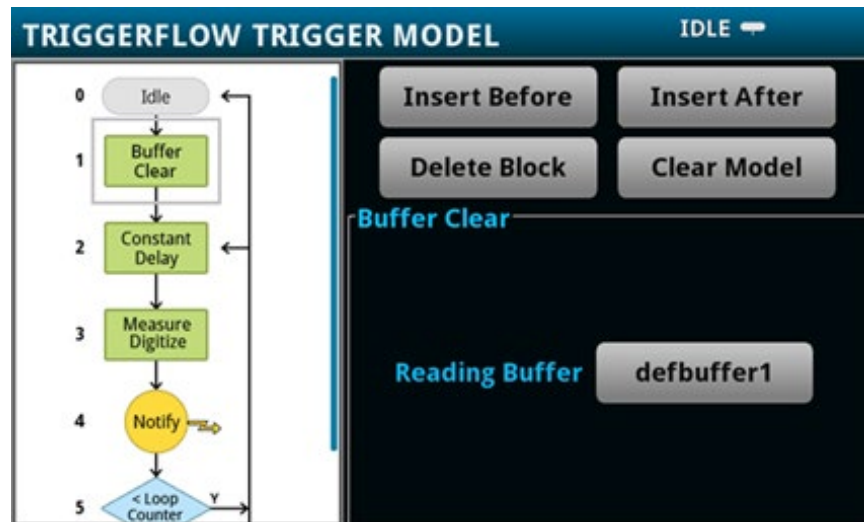 TRIGGERFLOW TRIGGER MODEL
IDLE
0
Idle
1
Buffer
Clear
2
Constant
Delay
3
Measure
Digitize
4
Notify
5
< Loop
Counter
Y
Insert Before
Insert After
Delete Block
Clear Model
Buffer Clear
Reading Buffer
defbuffer1